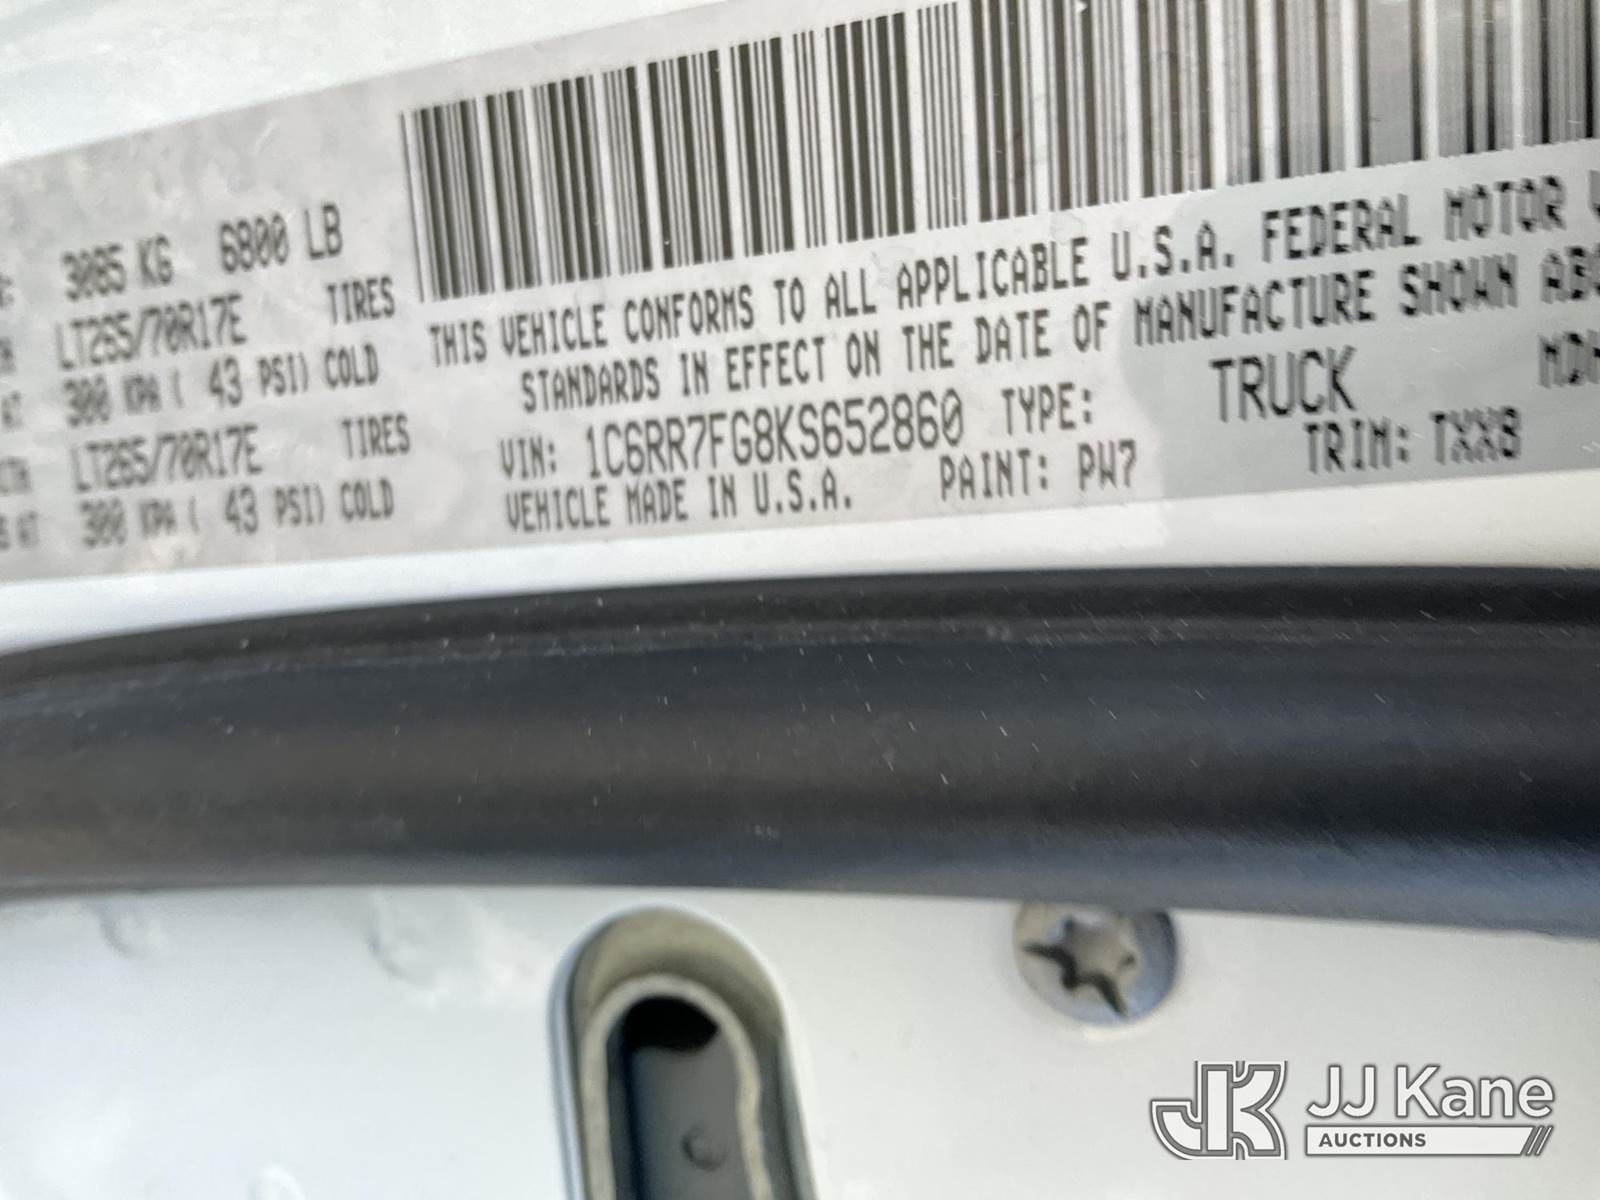 3085 KG 6800 LB
LT265/70R17E TIRES
AT 300 KPA ( 43 PSI) COLD
LT265/70R17E TIRES
AT 300 KPA ( 43 PSI) COLD
THIS VEHICLE CONFORMS TO ALL APPLICABLE U.S.A. FEDERAL MOTOR
STANDARDS IN EFFECT ON THE DATE OF MANUFACTURE SHOWN
VIN: 1C6RR7FG8KS652860 TYPE: TRUCK
VEHICLE MADE IN U.S.A. PAINT: PW7 TRIM: TXX8
JJ Kane
AUCTIONS